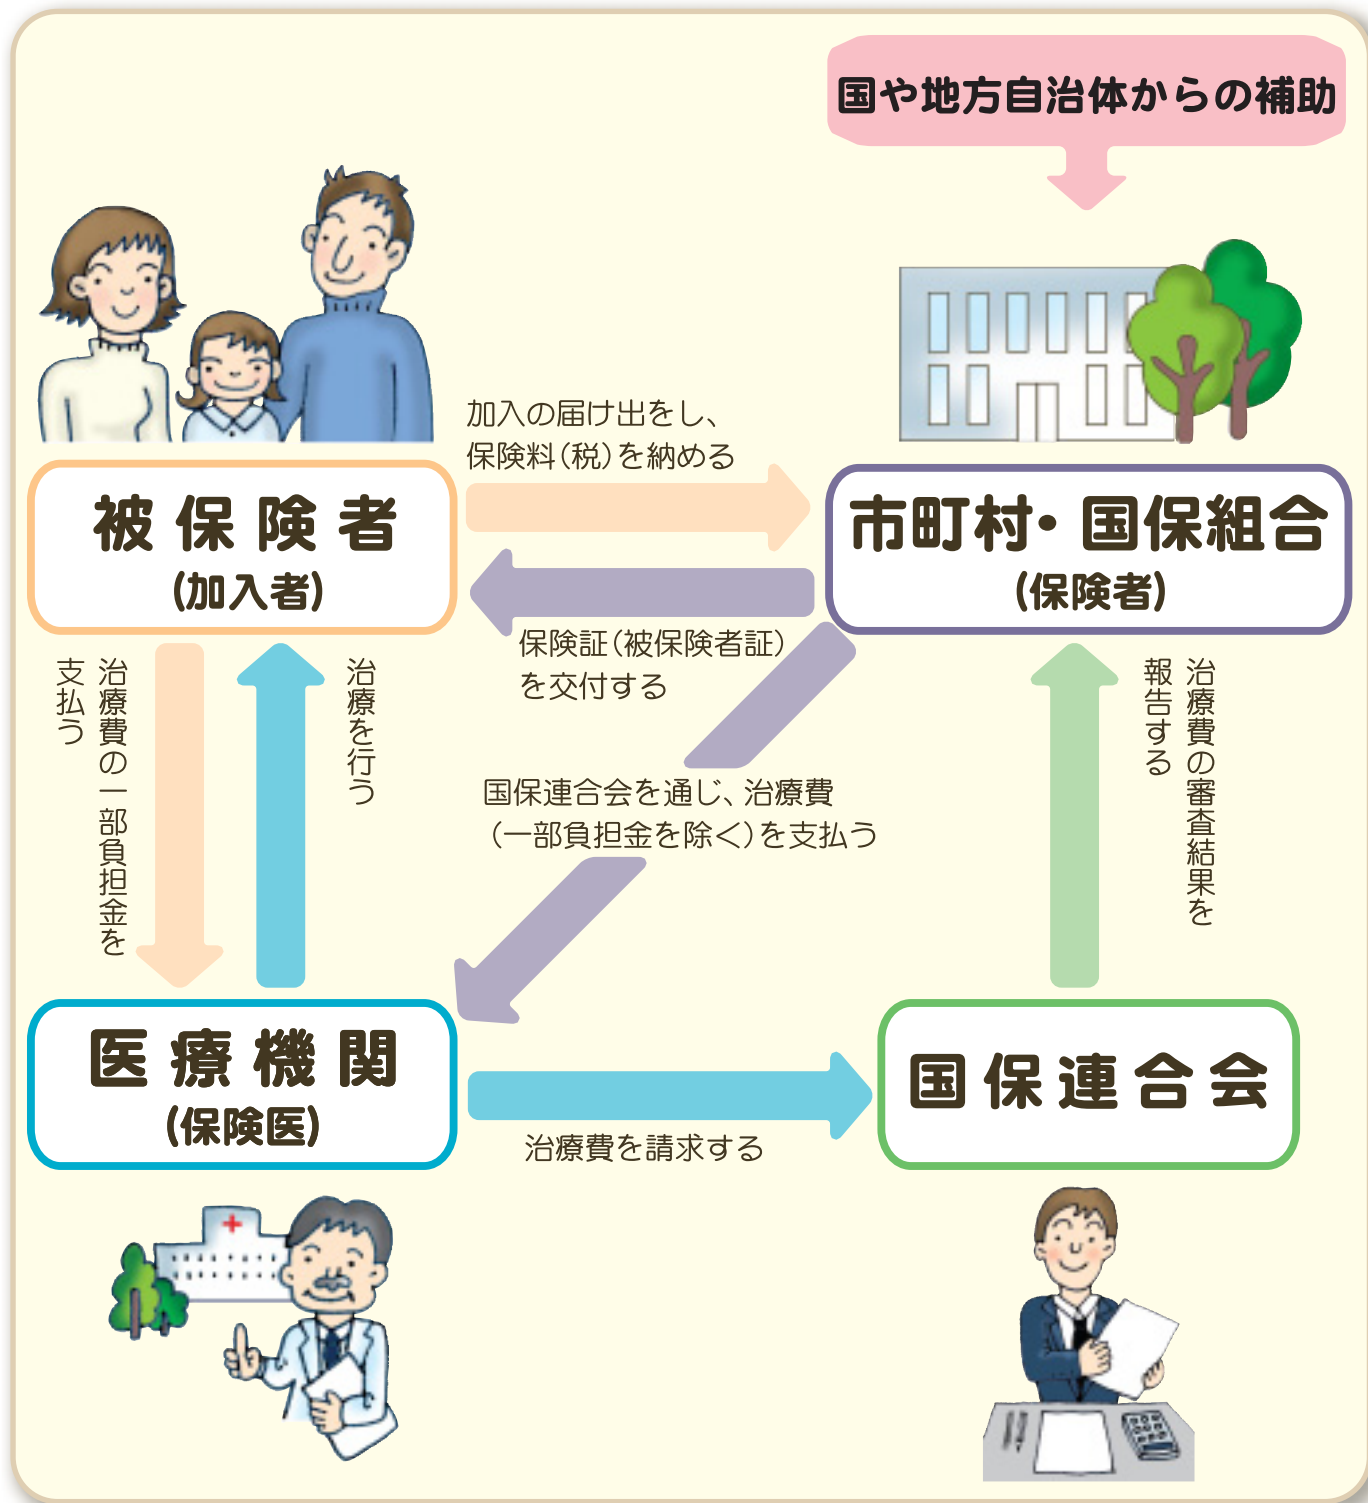 国や地方自治体からの補助
加入の届け出をし、
保険料(税)を納める
被保険者
(加入者)
市町村・国保組合
(保険者)
保険証(被保険者証)
を交付する
治療費の一部負担金を
支払う
治療を行う
国保連合会を通じ、治療費
(一部負担金を除く)を支払う
治療費の審査結果を
報告する
医療機関
(保険医)
国保連合会
治療費を請求する